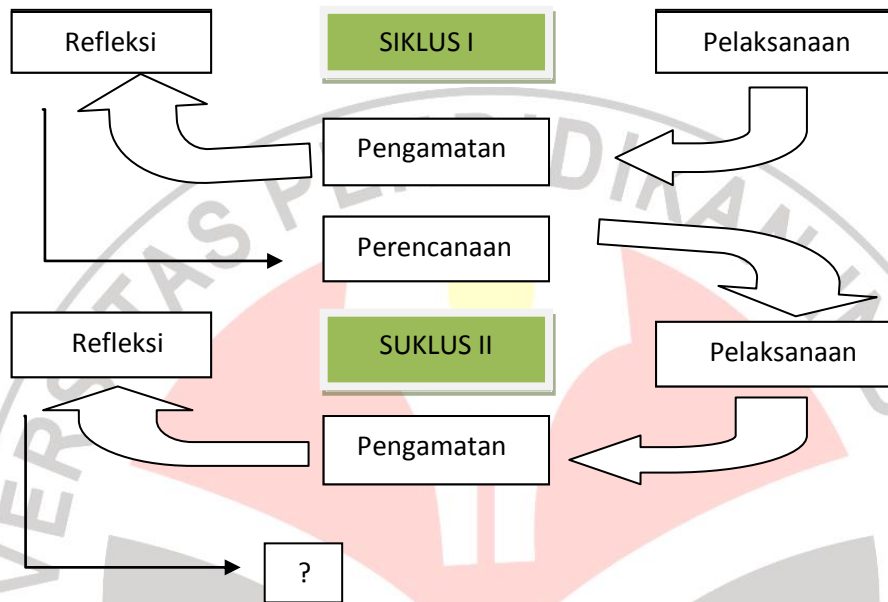 Refleksi
SIKLUS I
Pelaksanaan
Pengamatan
Perencanaan
Refleksi
SUKLUS II
Pelaksanaan
Pengamatan
?